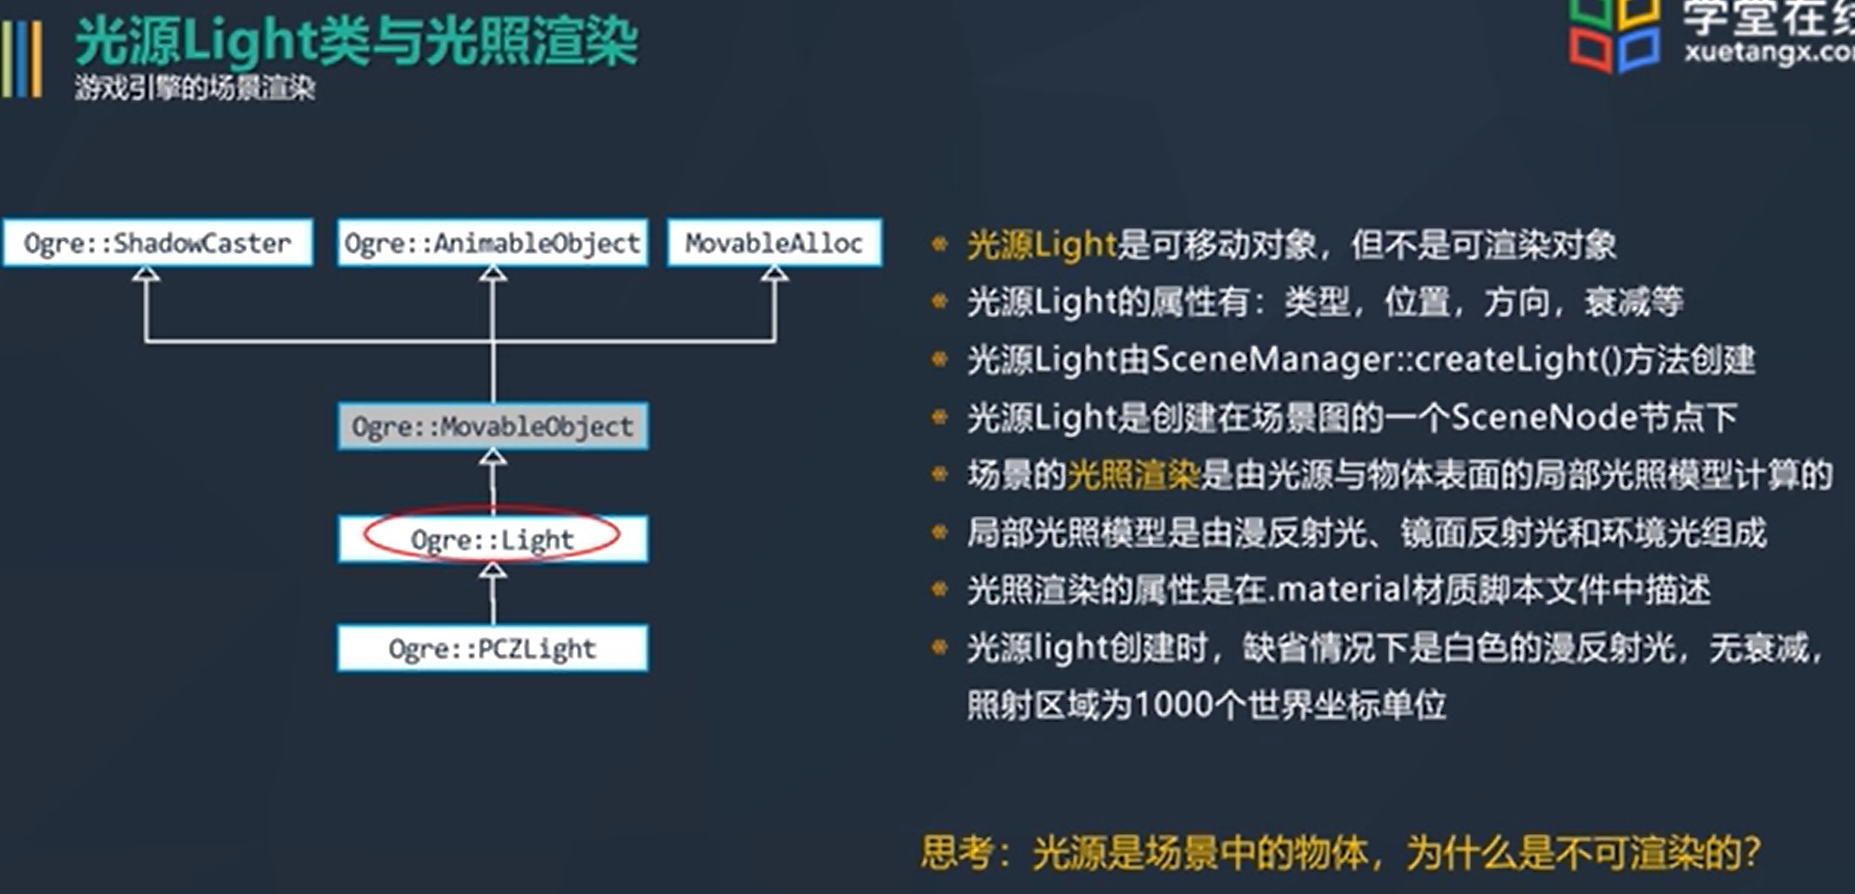 光源Light类与光照渲染
游戏引擎的场景渲染
学堂在线
xuetangx.co
Ogre::ShadowCaster
Ogre::AnimableObject
MovableAlloc
Ogre::MovableObject
Ogre::Light
Ogre::PCZLight
光源Light是可移动对象，但不是可渲染对象
光源Light的属性有：类型，位置，方向，衰减等
光源Light由SceneManager::createLight()方法创建
光源Light是创建在场景图的一个SceneNode节点下
场景的光照渲染是由光源与物体表面的局部光照模型计算的
局部光照模型是由漫反射光、镜面反射光和环境光组成
光照渲染的属性是在.material材质脚本文件中描述
光源light创建时，缺省情况下是白色的漫反射光，无衰减，
照射区域为1000个世界坐标单位
思考：光源是场景中的物体，为什么是不可渲染的？